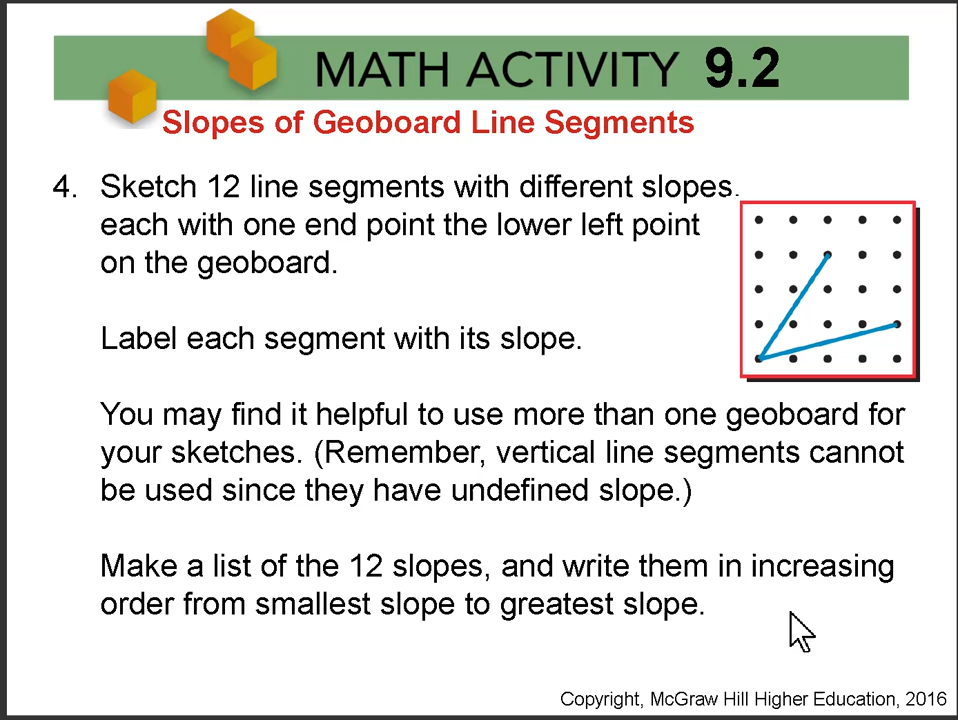 MATH ACTIVITY 9.2
Slopes of Geoboard Line Segments
4. Sketch 12 line segments with different slopes,
each with one end point the lower left point
on the geoboard.
Label each segment with its slope.
You may find it helpful to use more than one geoboard for
your sketches. (Remember, vertical line segments cannot
be used since they have undefined slope.)
Make a list of the 12 slopes, and write them in increasing
order from smallest slope to greatest slope.
Copyright, McGraw Hill Higher Education, 2016